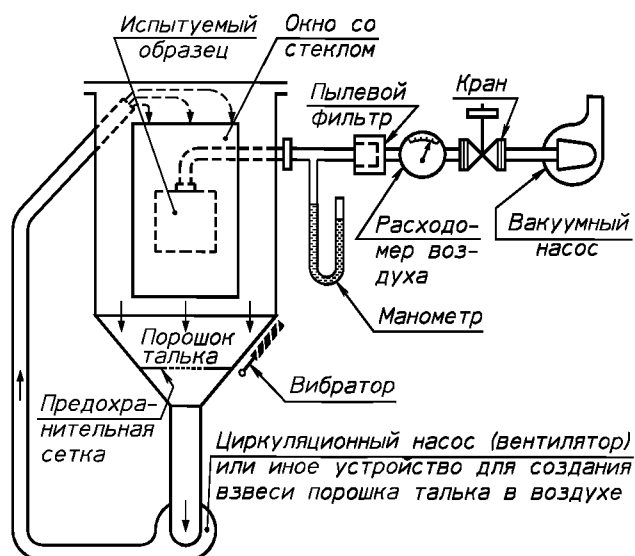 Испытуемый
образец
Окно со
стеклом
Пылевой
фильтр
Кран
Расходо-
мер воз-
духа
Вакуумный
насос
Манометр
Порошок
талька
Вибратор
Предохра-
нительная
сетка
Циркуляционный насос (вентилятор)
или иное устройство для создания
взвеси порошка талька в воздухе